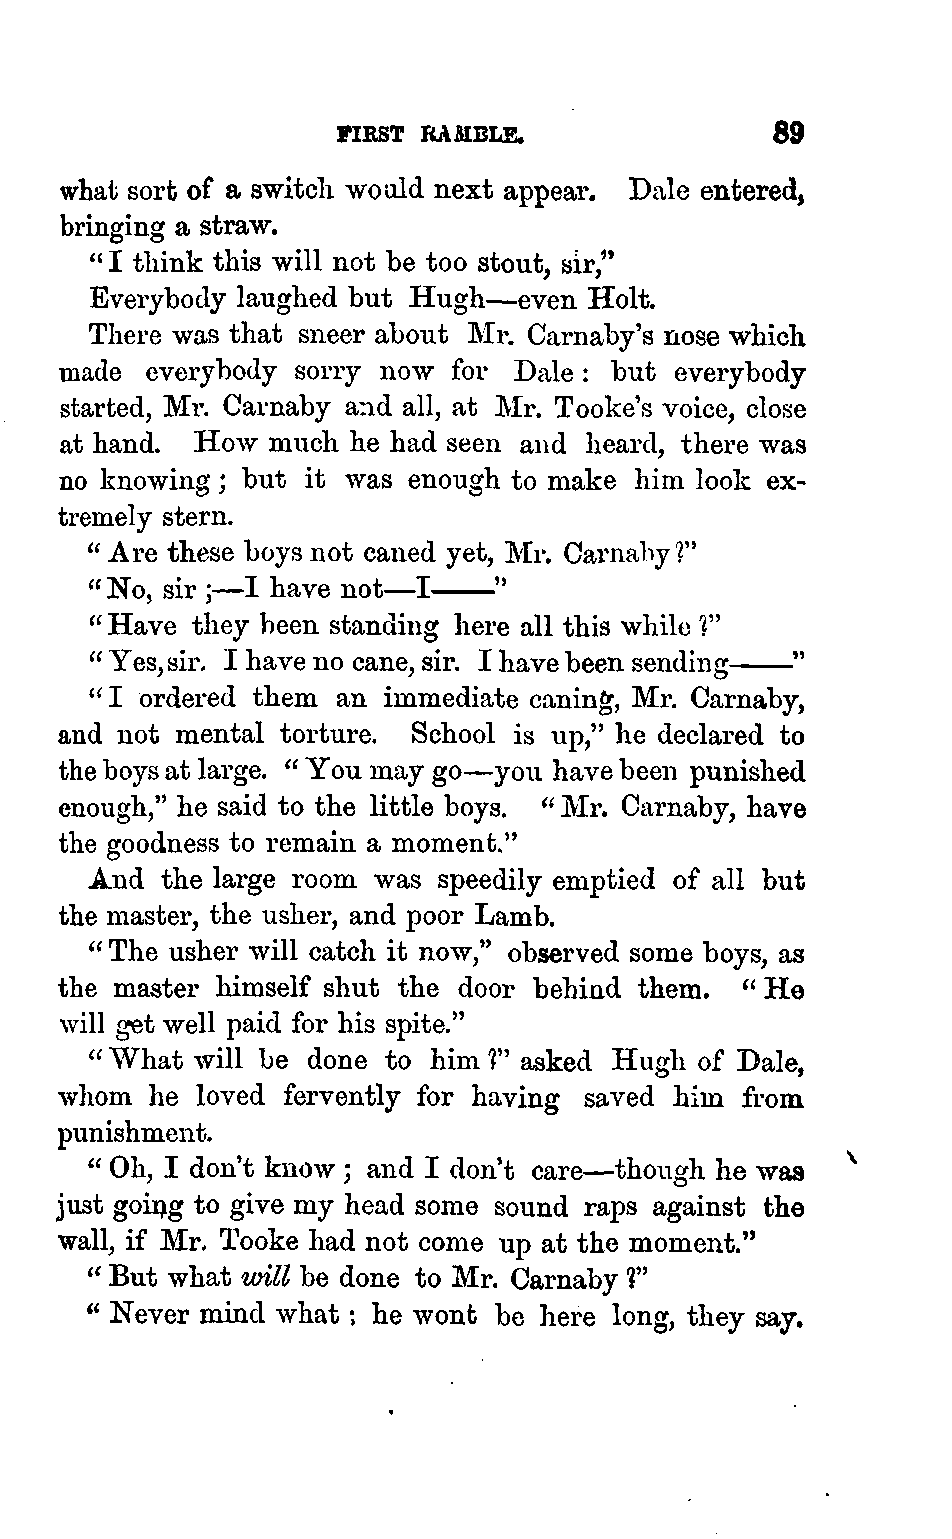 FIRST RAMBLE. 89
what sort of a switch would next appear. Dale entered,
bringing a straw.
"I think this will not be too stout, sir,"
Everybody laughed but Hugh—even Holt.
There was that sneer about Mr. Carnaby's nose which
made everybody sorry now for Dale: but everybody
started, Mr. Carnaby and all, at Mr. Tooke's voice, close
at hand. How much he had seen and heard, there was
no knowing; but it was enough to make him look ex-
tremely stern.
"Are these boys not caned yet, Mr. Carnaby?"
"No, sir;—I have not—I——"
"Have they been standing here all this while?"
"Yes, sir. I have no cane, sir. I have been sending——"
"I ordered them an immediate caning, Mr. Carnaby,
and not mental torture. School is up," he declared to
the boys at large. "You may go—you have been punished
enough," he said to the little boys. "Mr. Carnaby, have
the goodness to remain a moment."
And the large room was speedily emptied of all but
the master, the usher, and poor Lamb.
"The usher will catch it now," observed some boys, as
the master himself shut the door behind them. "He
will get well paid for his spite."
"What will be done to him?" asked Hugh of Dale,
whom he loved fervently for having saved him from
punishment.
"Oh, I don't know; and I don't care—though he was
just going to give my head some sound raps against the
wall, if Mr. Tooke had not come up at the moment."
"But what will be done to Mr. Carnaby?"
"Never mind what; he wont be here long, they say.